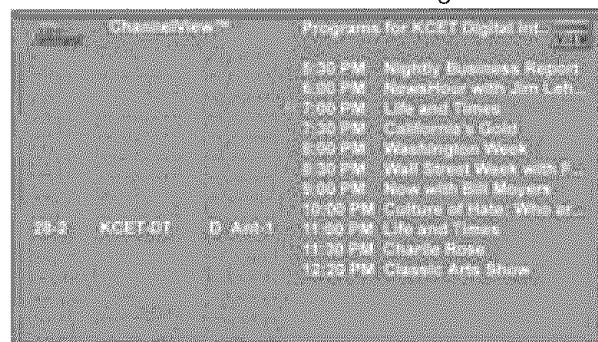 ChannelView™
Programs for KCET Digital Inf...
5:30 PM Nightly Business Report
6:00 PM NewsHour with Jim Leh...
7:00 PM Life and Times
7:30 PM California's Gold
8:00 PM Washington Week
8:30 PM Wall Street Week with F...
9:00 PM Now with Bill Moyers
10:00 PM Culture of Hate: Who ar...
28-2 KCET-DT D Ant-1 11:00 PM Life and Times
11:30 PM Charlie Rose
12:20 PM Classic Arts Show